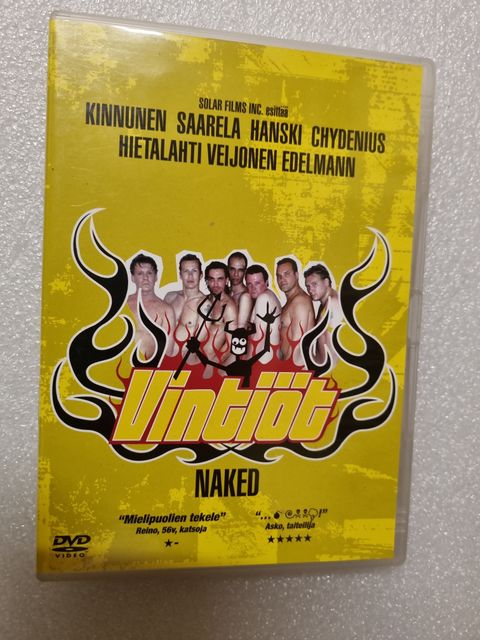 SOLAR FILMS INC. esittää
KINNUNEN SAARELA HANSKI CHYDENIUS
HIETALAHTI VEIJONEN EDELMANN
Vintiöt
NAKED
"Mielipuolien tekele"
Reino, 56v, katsoja
★-
"...💣@🌀💀!"
Asko, taiteilija
★★★★★
DVD
VIDEO